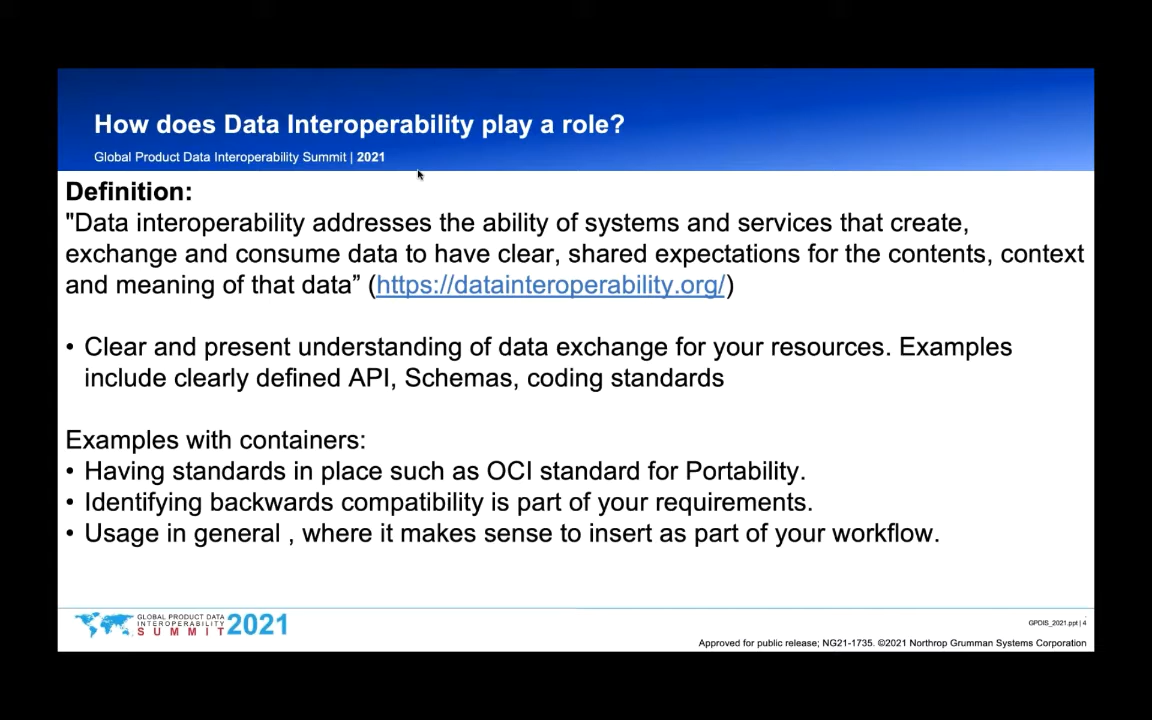 How does Data Interoperability play a role?
Global Product Data Interoperability Summit | 2021
Definition:
"Data interoperability addresses the ability of systems and services that create,
exchange and consume data to have clear, shared expectations for the contents, context
and meaning of that data” (https://datainteroperability.org/)
• Clear and present understanding of data exchange for your resources. Examples
include clearly defined API, Schemas, coding standards
Examples with containers:
• Having standards in place such as OCI standard for Portability.
• Identifying backwards compatibility is part of your requirements.
• Usage in general , where it makes sense to insert as part of your workflow.
GLOBAL PRODUCT DATA
INTEROPERABILITY
SUMMIT 2021
GPDIS_2021.ppt | 4
Approved for public release; NG21-1735. ©2021 Northrop Grumman Systems Corporation